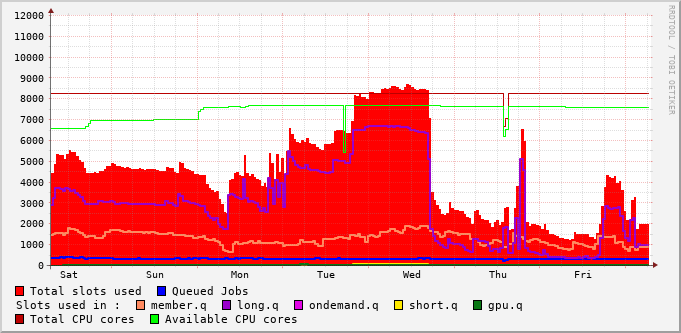 12000
11000
10000
9000
8000
7000
6000
5000
4000
3000
2000
1000
0
Sat Sun Mon Tue Wed Thu Fri
RRDTOOL / TOBI OETIKER
Total slots used Queued Jobs
Slots used in : member.q long.q ondemand.q short.q gpu.q
Total CPU cores Available CPU cores